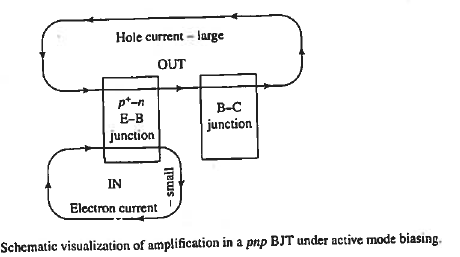 Hole current – large
OUT
p⁺–n
E–B
junction
B–C
junction
IN
– small
Electron current
Schematic visualization of amplification in a pnp BJT under active mode biasing.